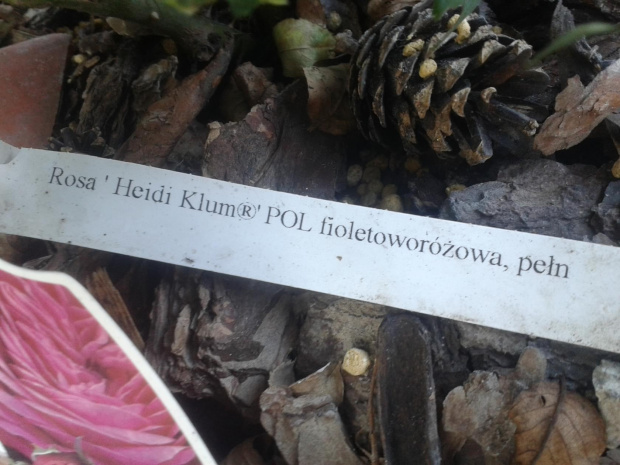 Rosa ' Heidi Klum®' POL fioletoworóżowa, pełn